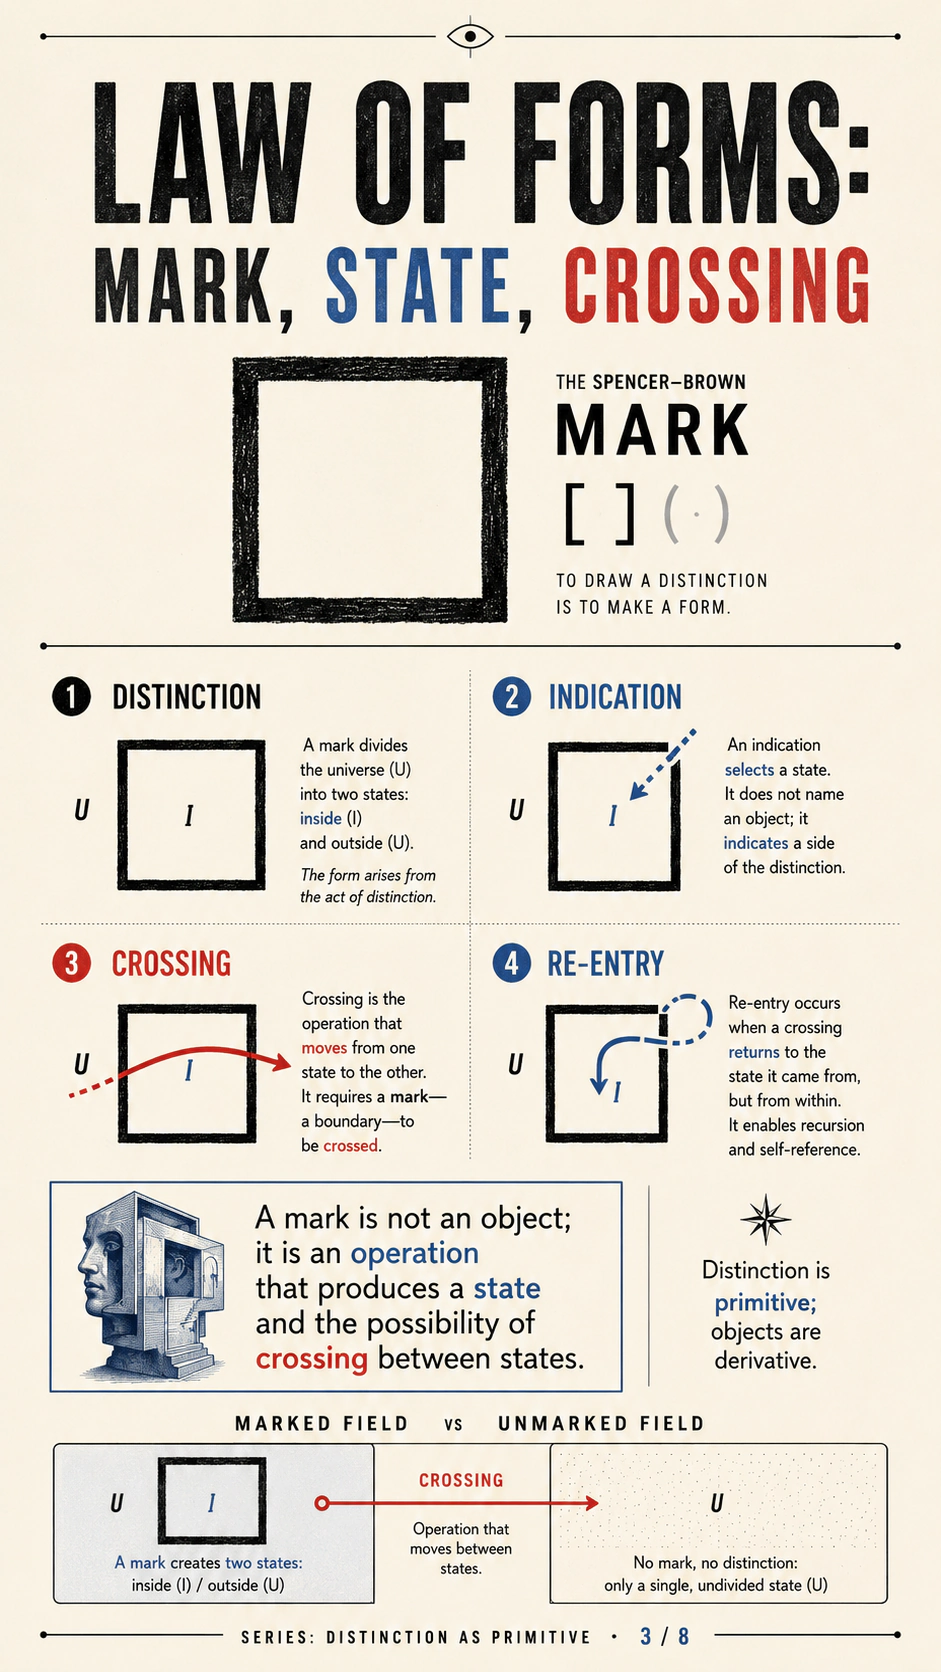 LAW OF FORMS:
MARK, STATE, CROSSING
THE SPENCER–BROWN
MARK
[ ] (·)
TO DRAW A DISTINCTION
IS TO MAKE A FORM.
1 DISTINCTION
U
I
A mark divides
the universe (U)
into two states:
inside (I)
and outside (U).
The form arises from
the act of distinction.
2 INDICATION
U
I
An indication
selects a state.
It does not name
an object; it
indicates a side
of the distinction.
3 CROSSING
U
I
Crossing is the
operation that
moves from one
state to the other.
It requires a mark—
a boundary—to
be crossed.
4 RE-ENTRY
U
I
Re-entry occurs
when a crossing
returns to the
state it came from,
but from within.
It enables recursion
and self-reference.
A mark is not an object;
it is an operation
that produces a state
and the possibility of
crossing between states.
Distinction is
primitive;
objects are
derivative.
MARKED FIELD VS UNMARKED FIELD
U
I
A mark creates two states:
inside (I) / outside (U)
CROSSING
Operation that
moves between
states.
U
No mark, no distinction:
only a single, undivided state (U)
SERIES: DISTINCTION AS PRIMITIVE • 3 / 8